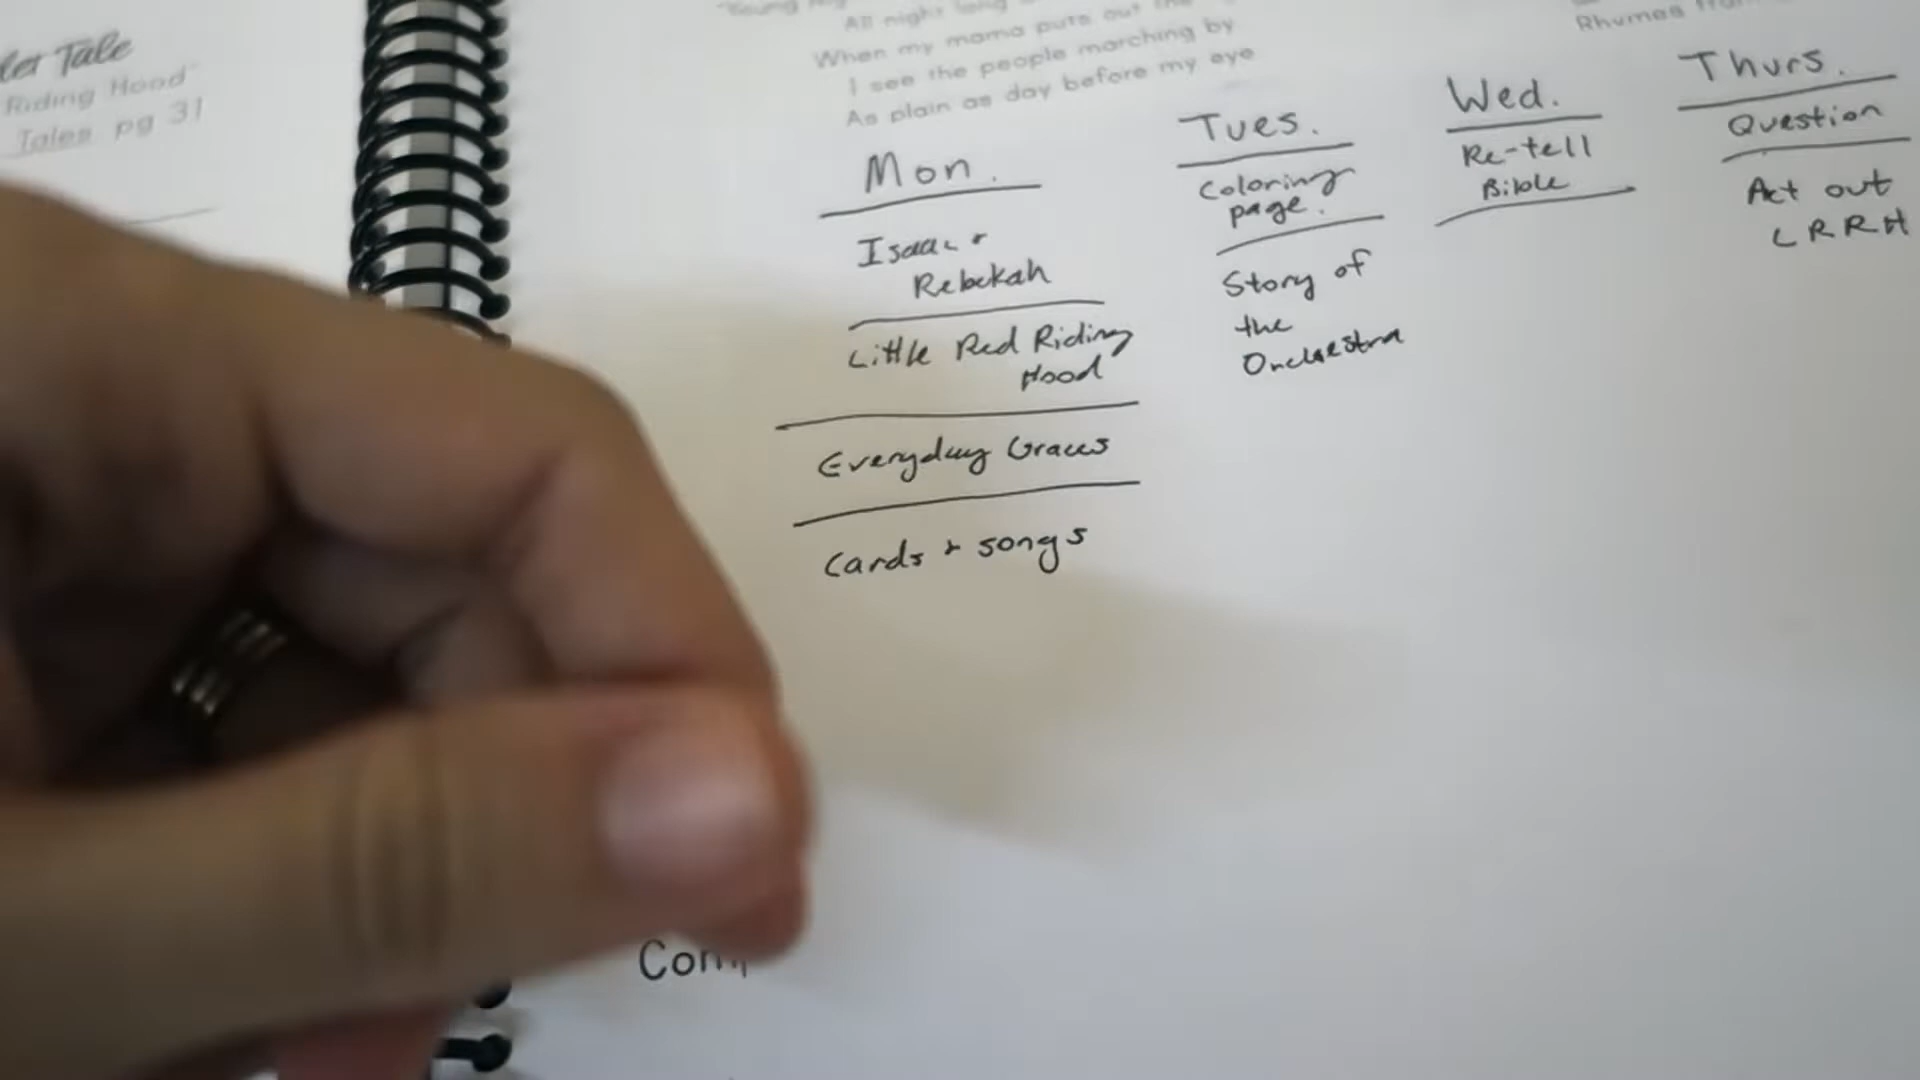 Tale
Riding Hood"
Tales pg 31
All night long
When my mama puts out the
I see the people marching by
As plain as day before my eye
Rhymes
Mon.
Isaac +
Rebekah
Little Red Riding
Hood
Everyday Graces
Cards + songs
Tues.
Coloring
page.
Story of
the
Orchestra
Wed.
Re-tell
Bible
Thurs.
Question
Act out
LRRH